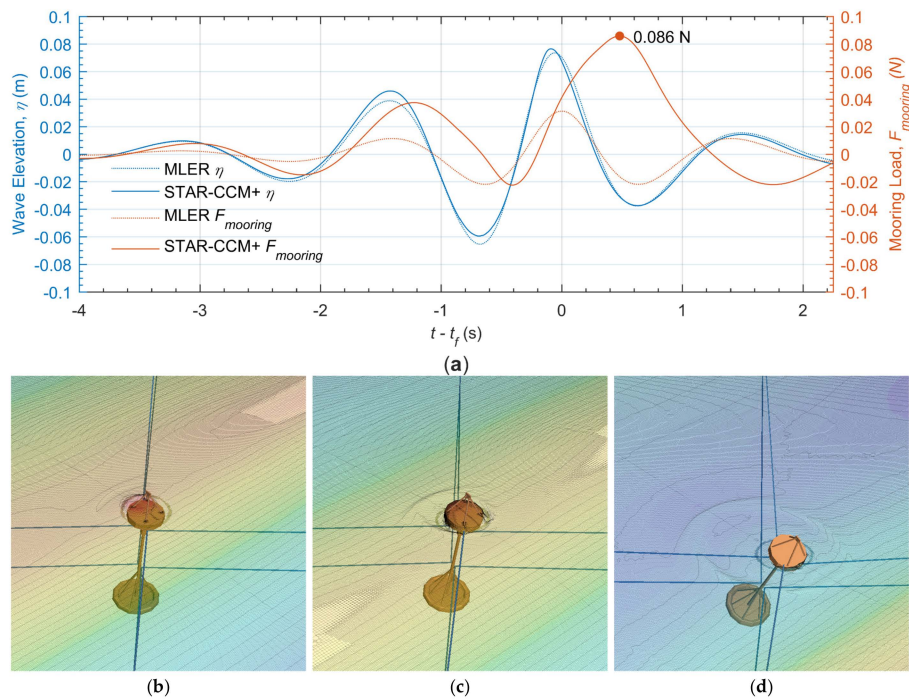 0.1
0.08
0.06
0.04
0.02
0
-0.02
-0.04
-0.06
-0.08
-0.1
Wave Elevation, η (m)
0.086 N
MLER η
STAR-CCM+ η
MLER F_mooring
STAR-CCM+ F_mooring
0.1
0.08
0.06
0.04
0.02
0
-0.02
-0.04
-0.06
-0.08
-0.1
Mooring Load, F_mooring (N)
-4 -3 -2 -1 0 1 2
t - t_f (s)
(a)
(b) (c) (d)